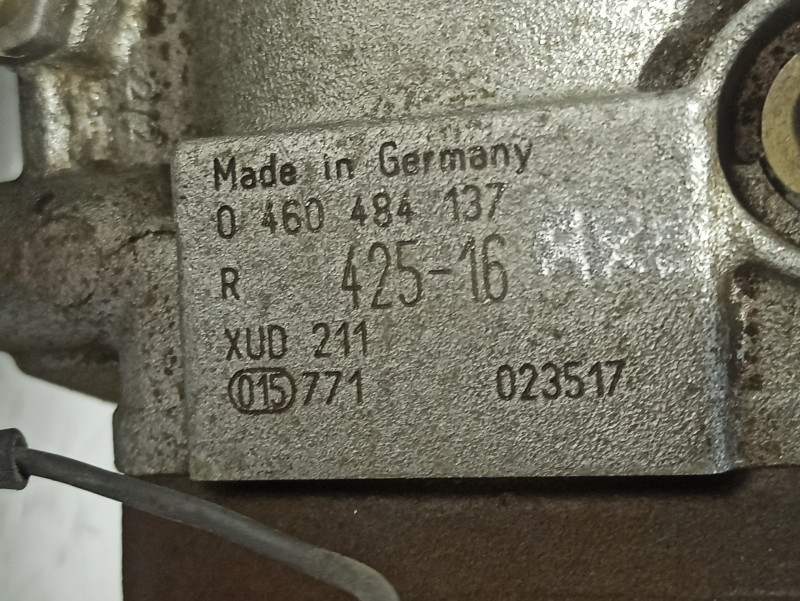 Made in Germany
0 460 484 137
R 425-16
XUD 211
015 771 023517